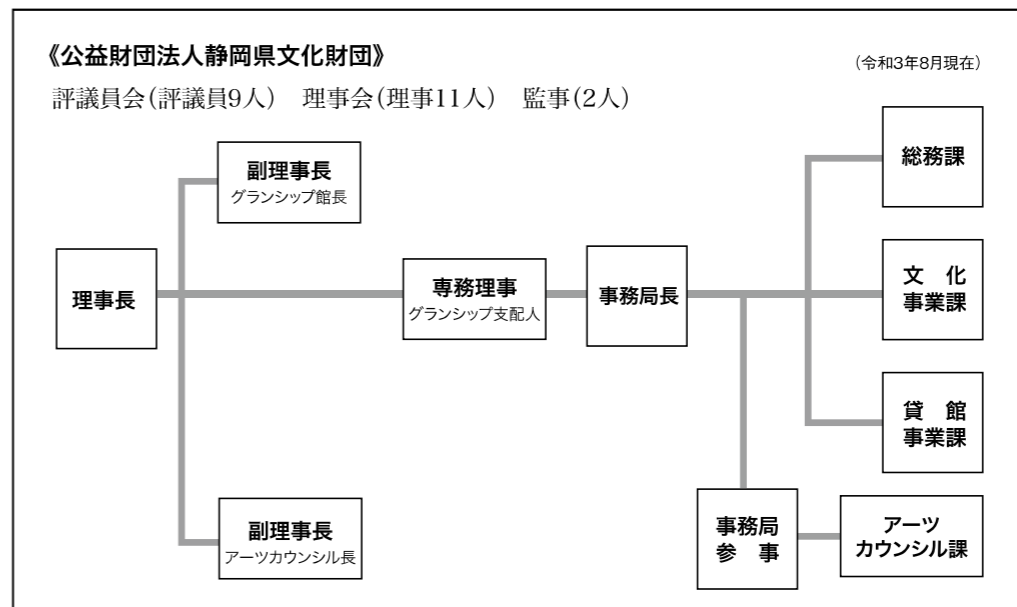 《公益財団法人静岡県文化財団》
(令和3年8月現在)
評議員会(評議員9人) 理事会(理事11人) 監事(2人)
総務課
副理事長
グランシップ館長
理事長
専務理事
グランシップ支配人
事務局長
文 化
事業課
貸 館
事業課
副理事長
アーツカウンシル長
事務局
参 事
アーツ
カウンシル課